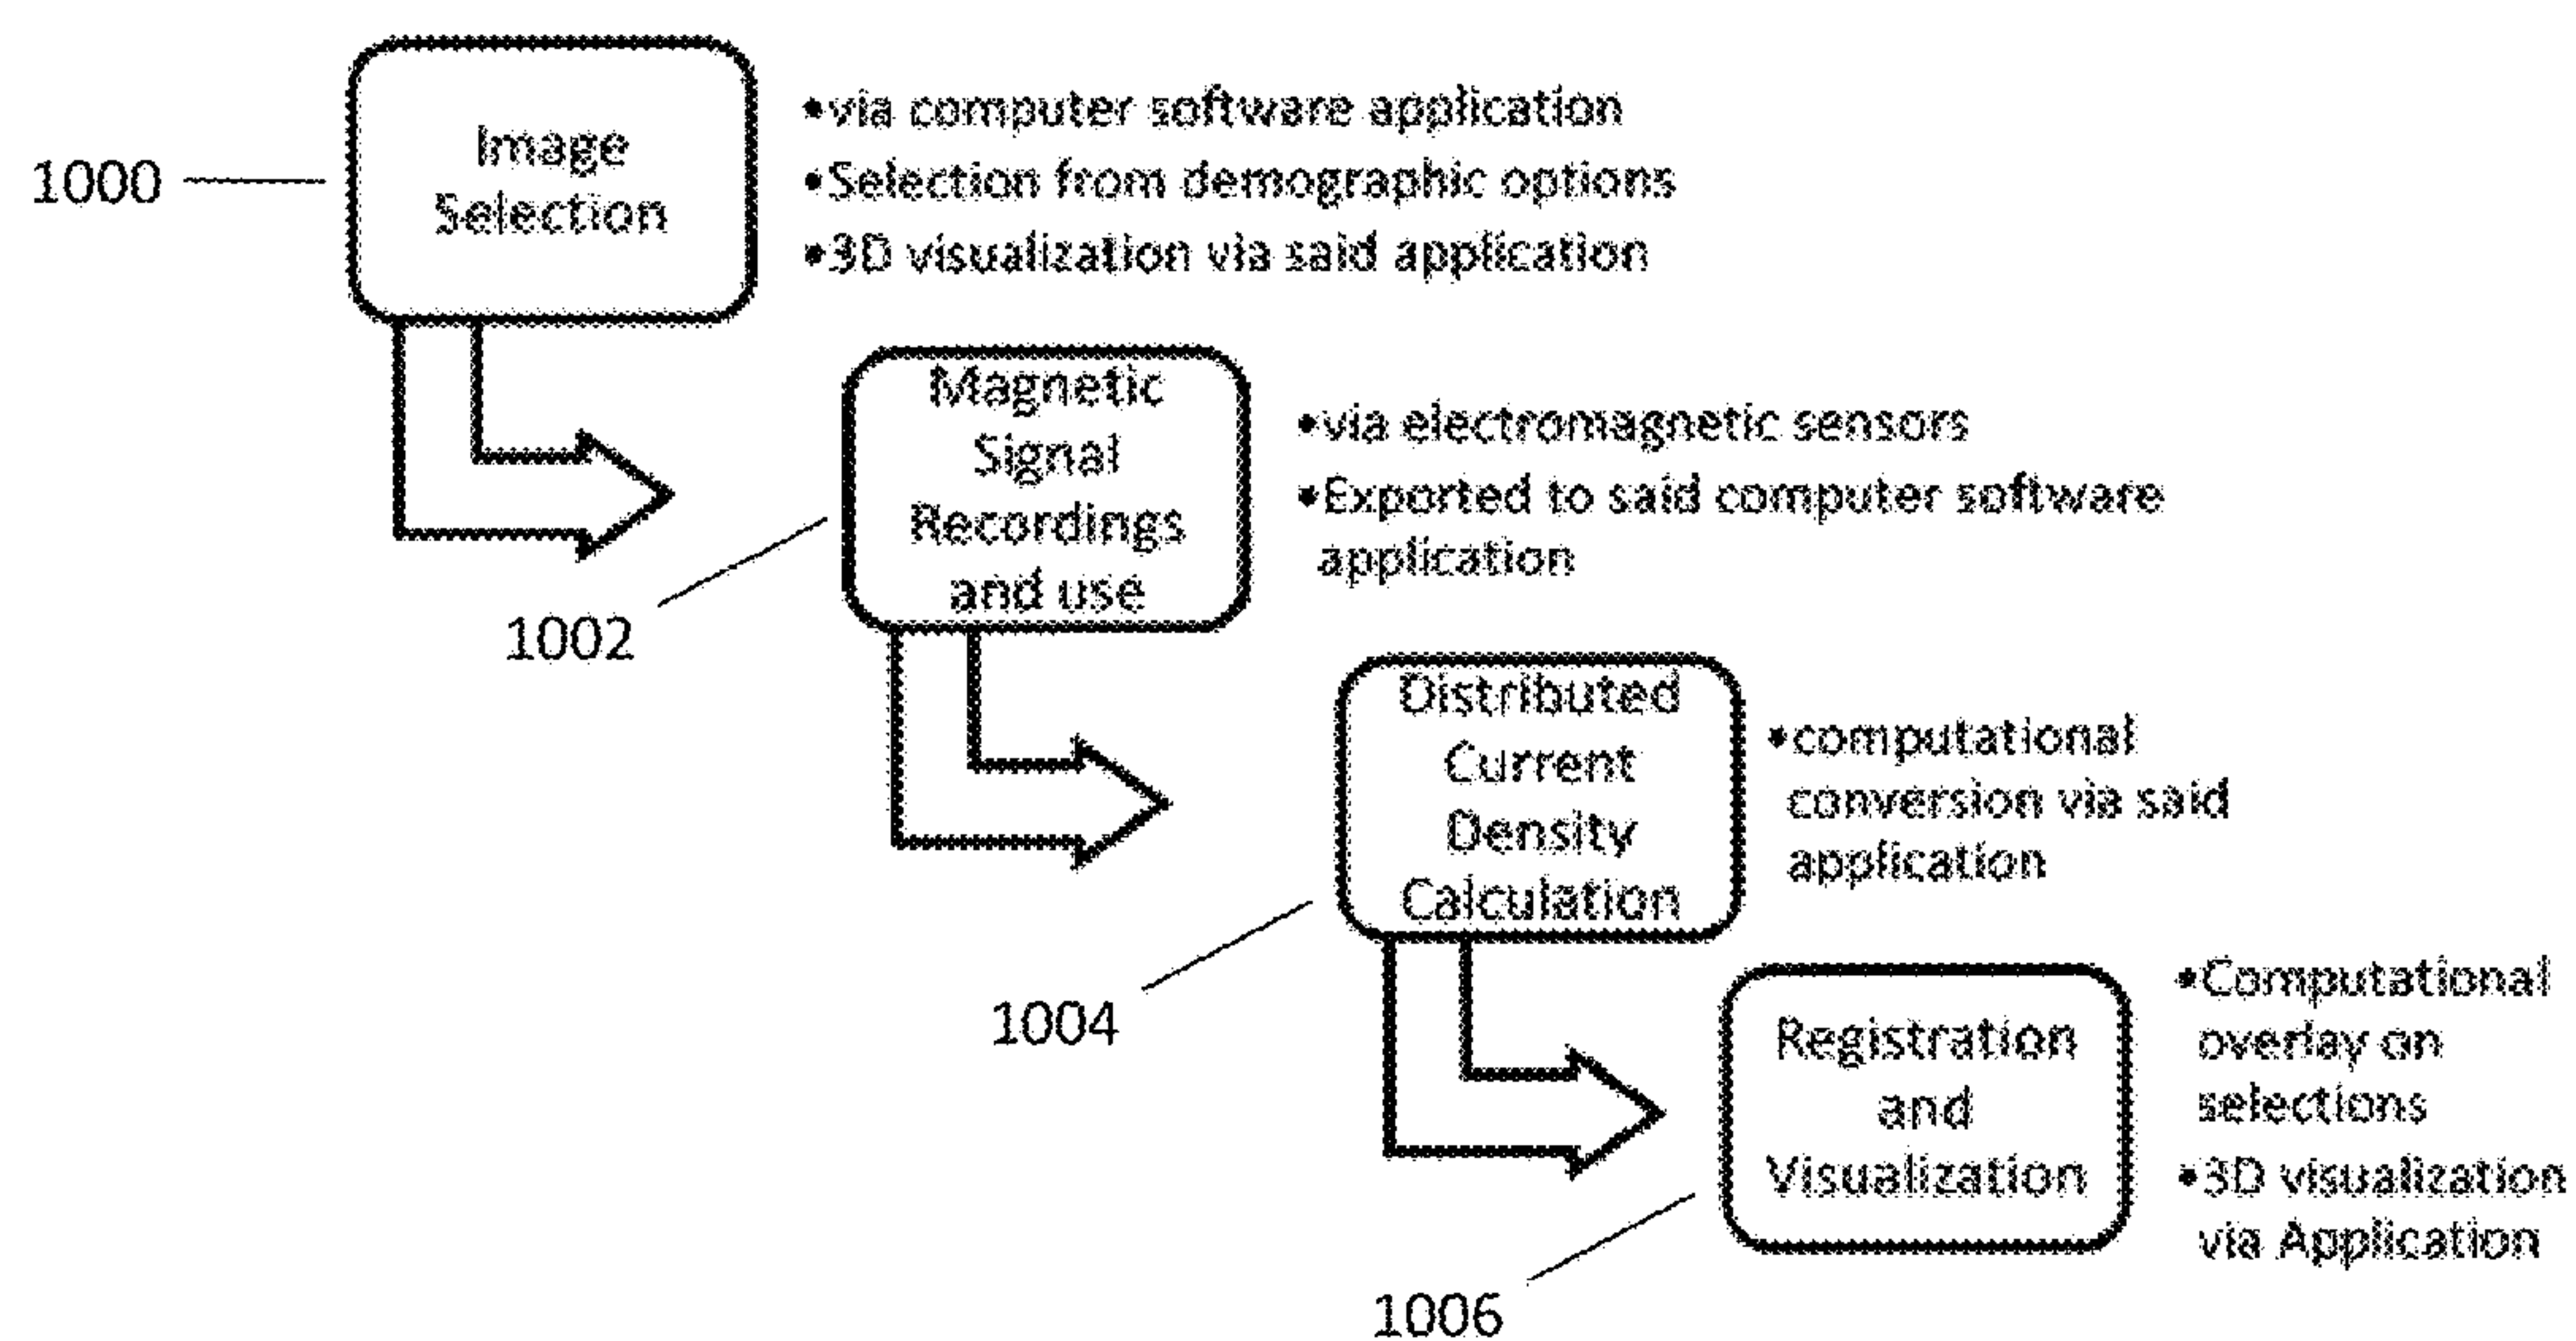 1000
Image
Selection
•via computer software application
•Selection from demographic options
•3D visualization via said application
1002
Magnetic
Signal
Recordings
and use
•via electromagnetic sensors
•Exported to said computer software
application
1004
Distributed
Current
Density
Calculation
•computational
conversion via said
application
1006
Registration
and
Visualization
•Computational
overlay on
selections
•3D visualization
via Application